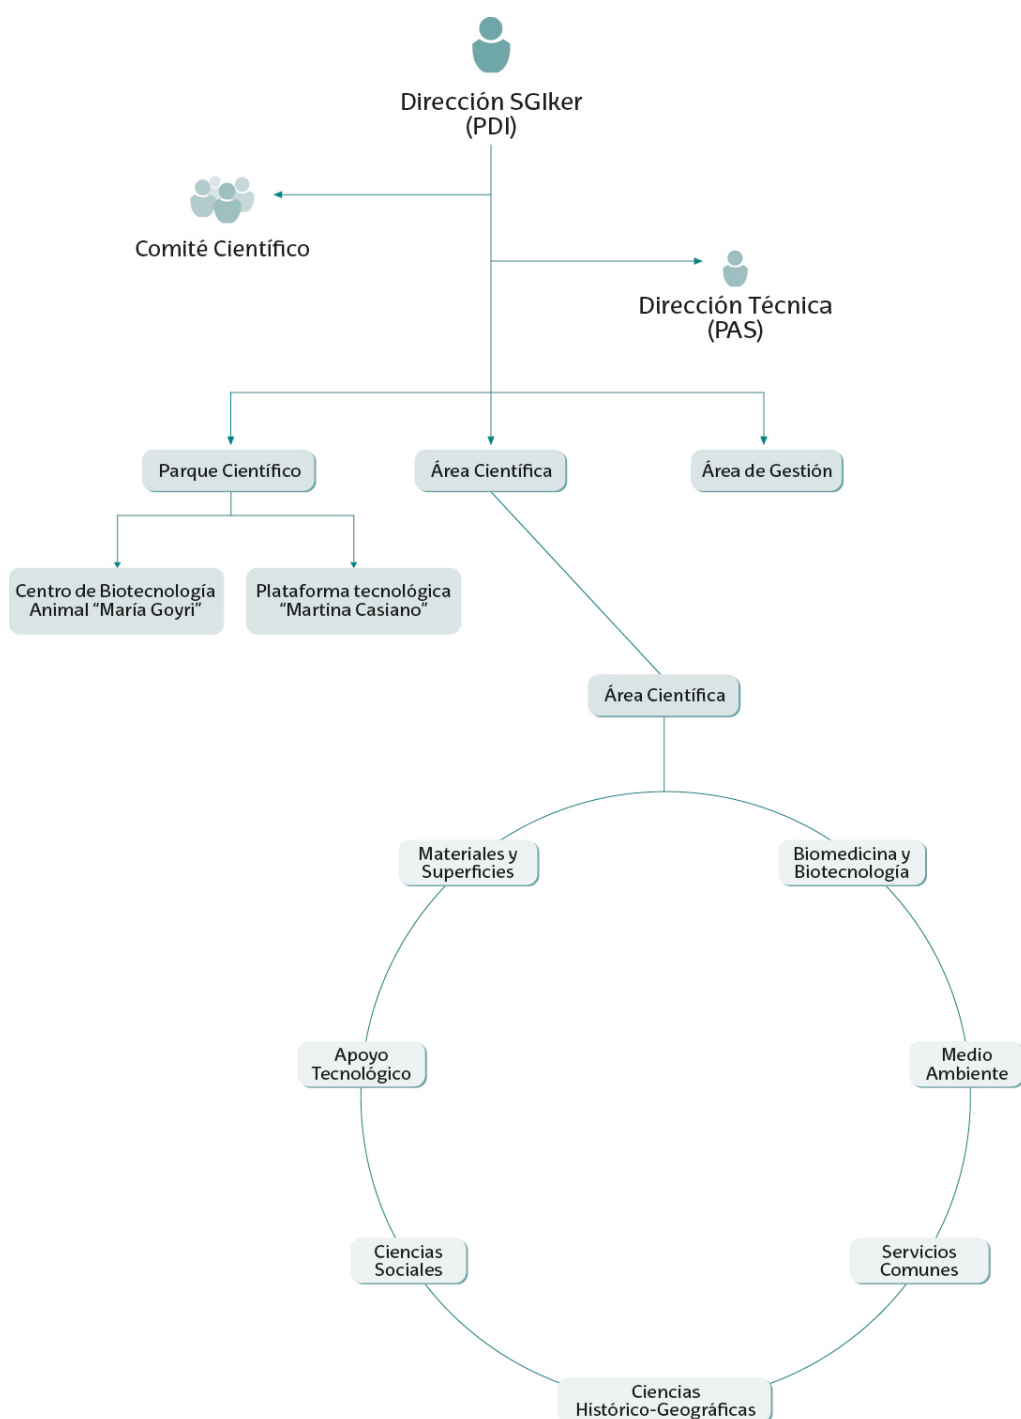 Dirección SGIker
(PDI)
Comité Científico
Dirección Técnica
(PAS)
Parque Científico
Área Científica
Área de Gestión
Centro de Biotecnología
Animal “María Goyri”
Plataforma tecnológica
“Martina Casiano”
Área Científica
Materiales y
Superficies
Biomedicina y
Biotecnología
Apoyo
Tecnológico
Medio
Ambiente
Ciencias
Sociales
Servicios
Comunes
Ciencias
Histórico-Geográficas